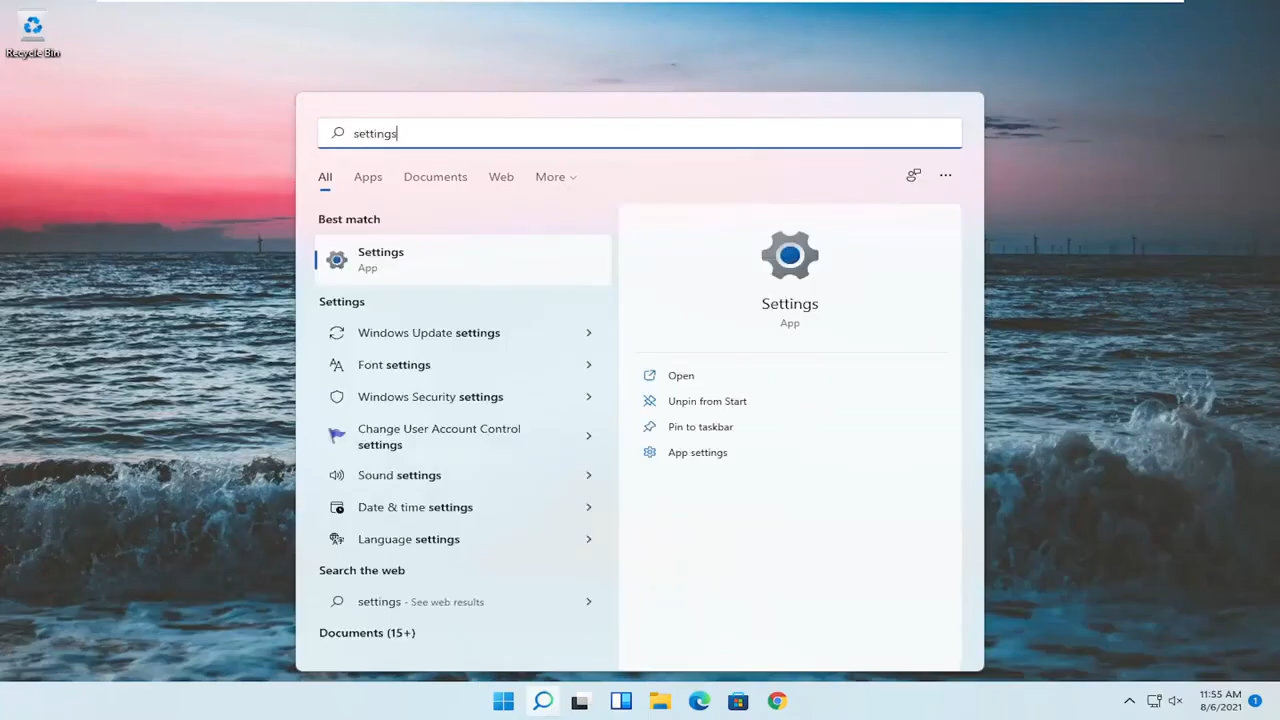 Recycle Bin
settings
All Apps Documents Web More
Best match
Settings
App
Settings
Windows Update settings
Font settings
Windows Security settings
Change User Account Control
settings
Sound settings
Date & time settings
Language settings
Search the web
settings - See web results
Documents (15+)
Settings
App
Open
Unpin from Start
Pin to taskbar
App settings
11:55 AM
8/6/2021
1